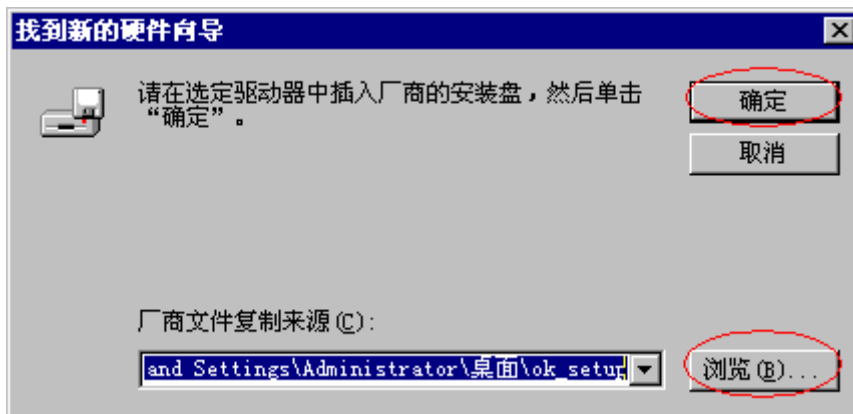 找到新的硬件向导
请在选定驱动器中插入厂商的安装盘，然后单击
“确定”。
确定
取消
厂商文件复制来源(C):
and Settings\Administrator\桌面\ok_setup
浏览(B)...